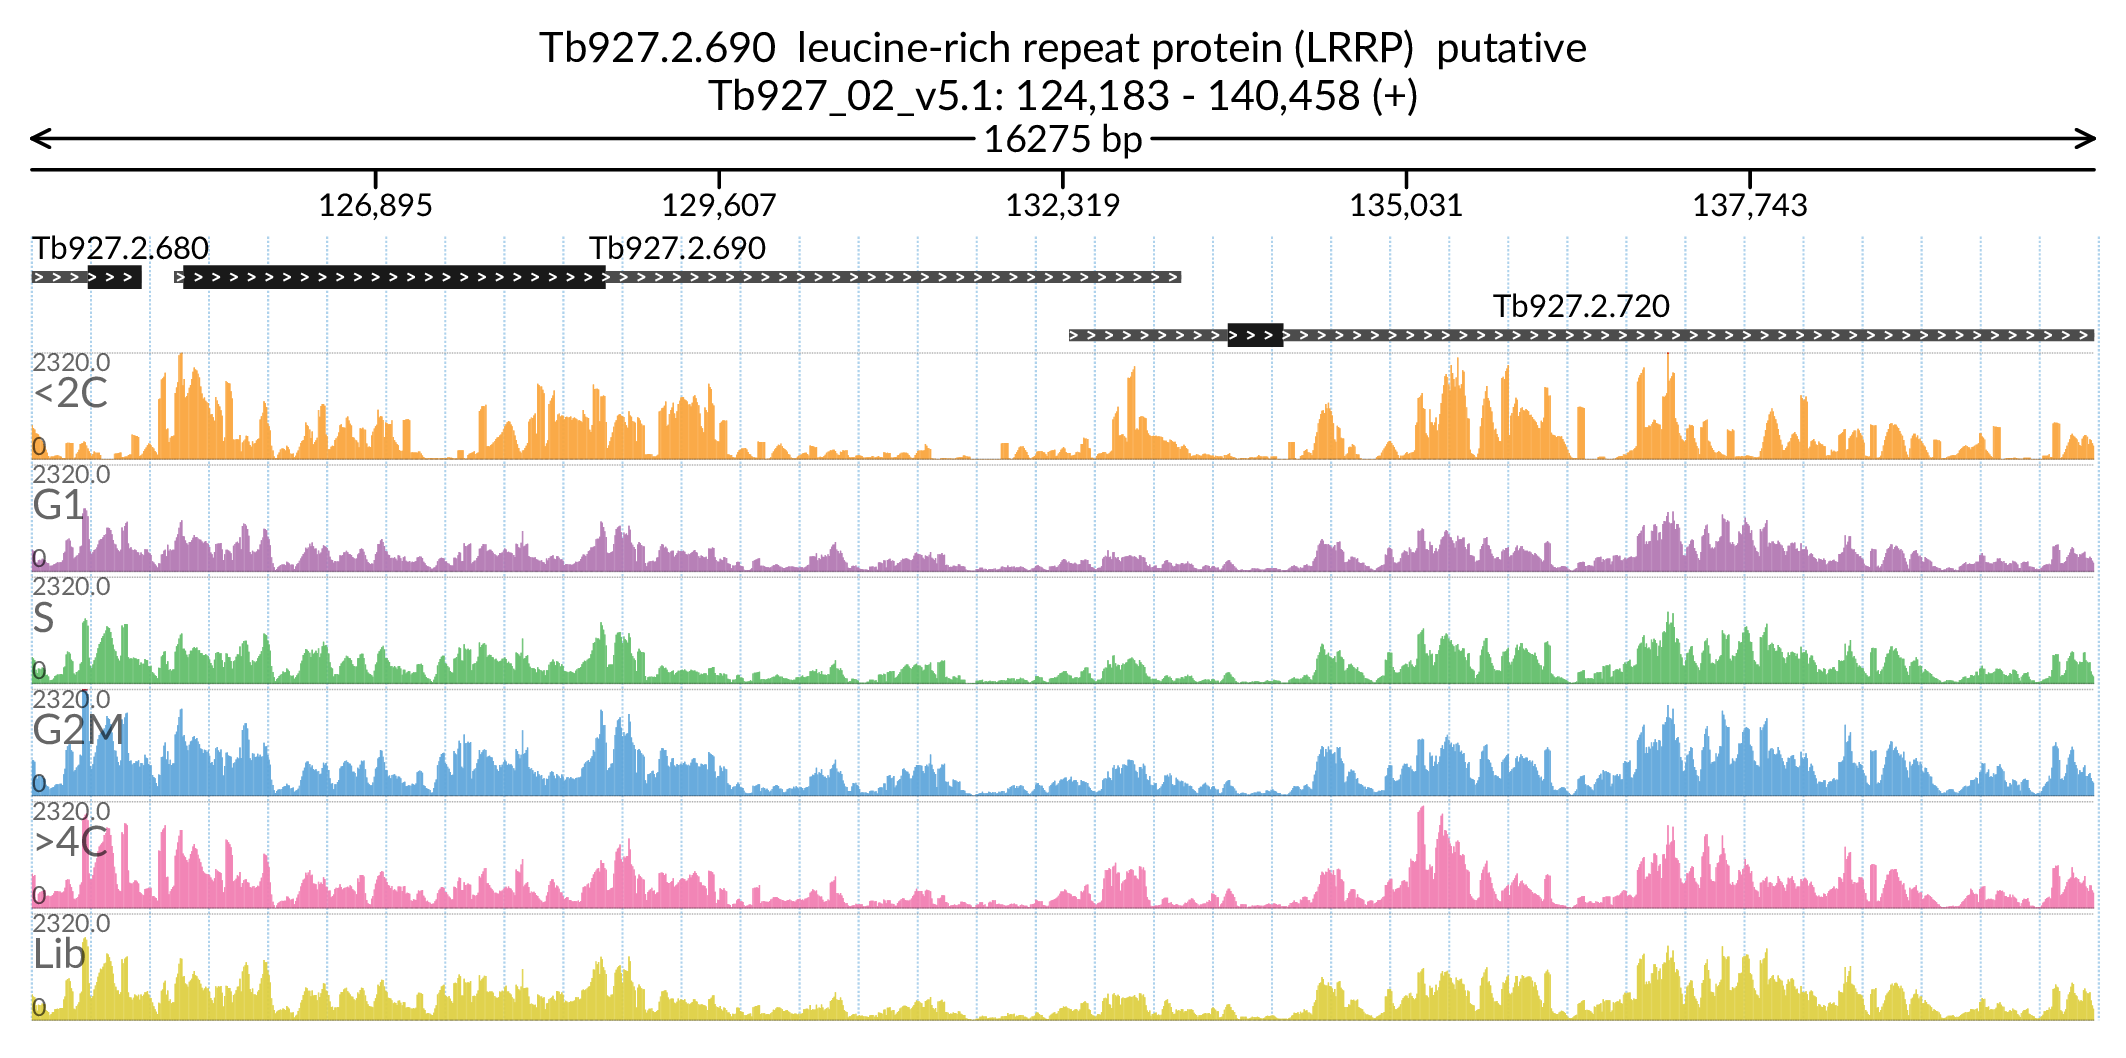 Tb927.2.690 leucine-rich repeat protein (LRRP) putative
Tb927_02_v5.1: 124,183 - 140,458 (+)
16275 bp
126,895 129,607 132,319 135,031 137,743
Tb927.2.680 Tb927.2.690
Tb927.2.720
2320.0
<2C
0
2320.0
G1
0
2320.0
S
0
2320.0
G2M
0
2320.0
>4C
0
2320.0
Lib
0